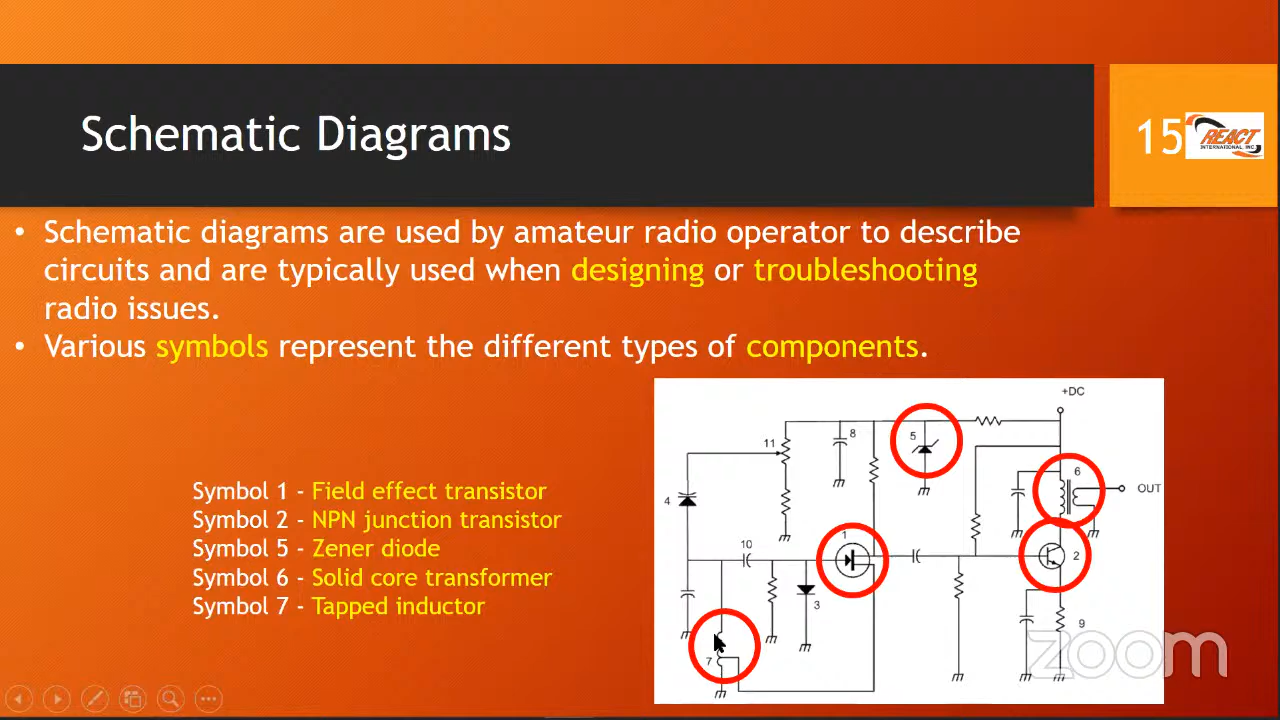 Schematic Diagrams
15
REACT
INTERNATIONAL, INC.
• Schematic diagrams are used by amateur radio operator to describe
circuits and are typically used when designing or troubleshooting
radio issues.
• Various symbols represent the different types of components.
Symbol 1 - Field effect transistor
Symbol 2 - NPN junction transistor
Symbol 5 - Zener diode
Symbol 6 - Solid core transformer
Symbol 7 - Tapped inductor
+DC
11
8
5
6
4
OUT
10
1
2
3
9
7
zoom